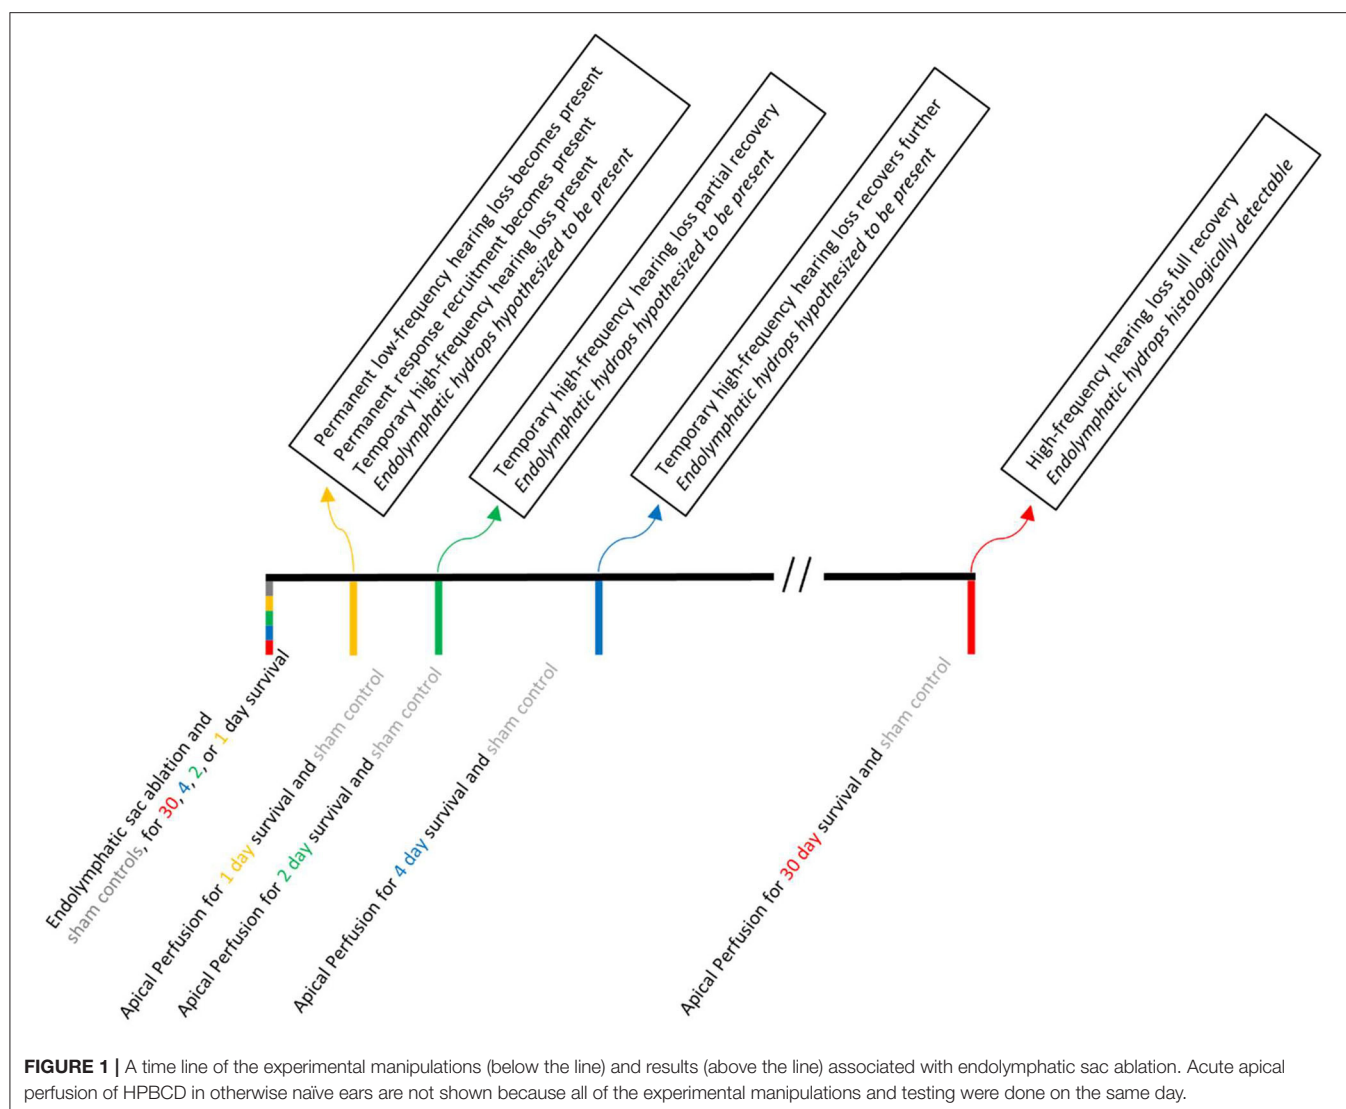 Permanent low-frequency hearing loss becomes present
Permanent response recruitment becomes present
Temporary high-frequency hearing loss present
Endolymphatic hydrops hypothesized to be present
Temporary high-frequency hearing loss partial recovery
Endolymphatic hydrops hypothesized to be present
Temporary high-frequency hearing loss recovers further
Endolymphatic hydrops hypothesized to be present
High-frequency hearing loss full recovery
Endolymphatic hydrops histologically detectable
Endolymphatic sac ablation and
sham controls, for 30, 4, 2, or 1 day survival
Apical Perfusion for 1 day survival and sham control
Apical Perfusion for 2 day survival and sham control
Apical Perfusion for 4 day survival and sham control
Apical Perfusion for 30 day survival and sham control
FIGURE 1 | A time line of the experimental manipulations (below the line) and results (above the line) associated with endolymphatic sac ablation. Acute apical
perfusion of HPBCD in otherwise naïve ears are not shown because all of the experimental manipulations and testing were done on the same day.